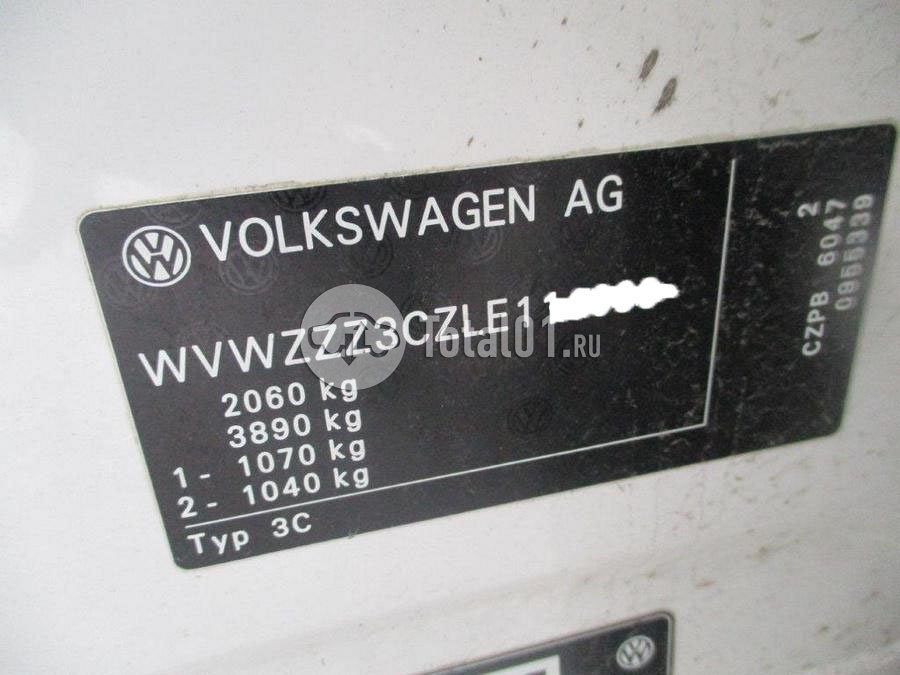 VOLKSWAGEN AG
WVWZZZ3CZLE11
2060 kg
3890 kg
1- 1070 kg
2- 1040 kg
Typ 3C
CZPB 6047 2
0955339
Total01.RU